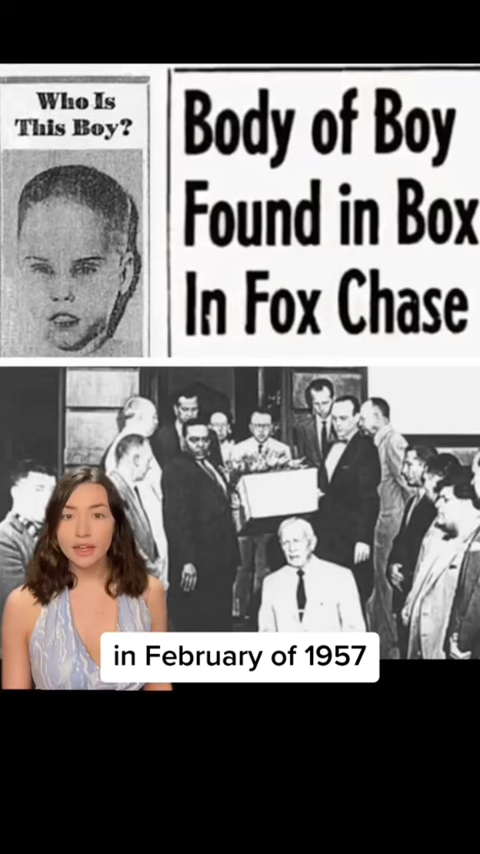 Who Is
This Boy?
Body of Boy
Found in Box
In Fox Chase
in February of 1957